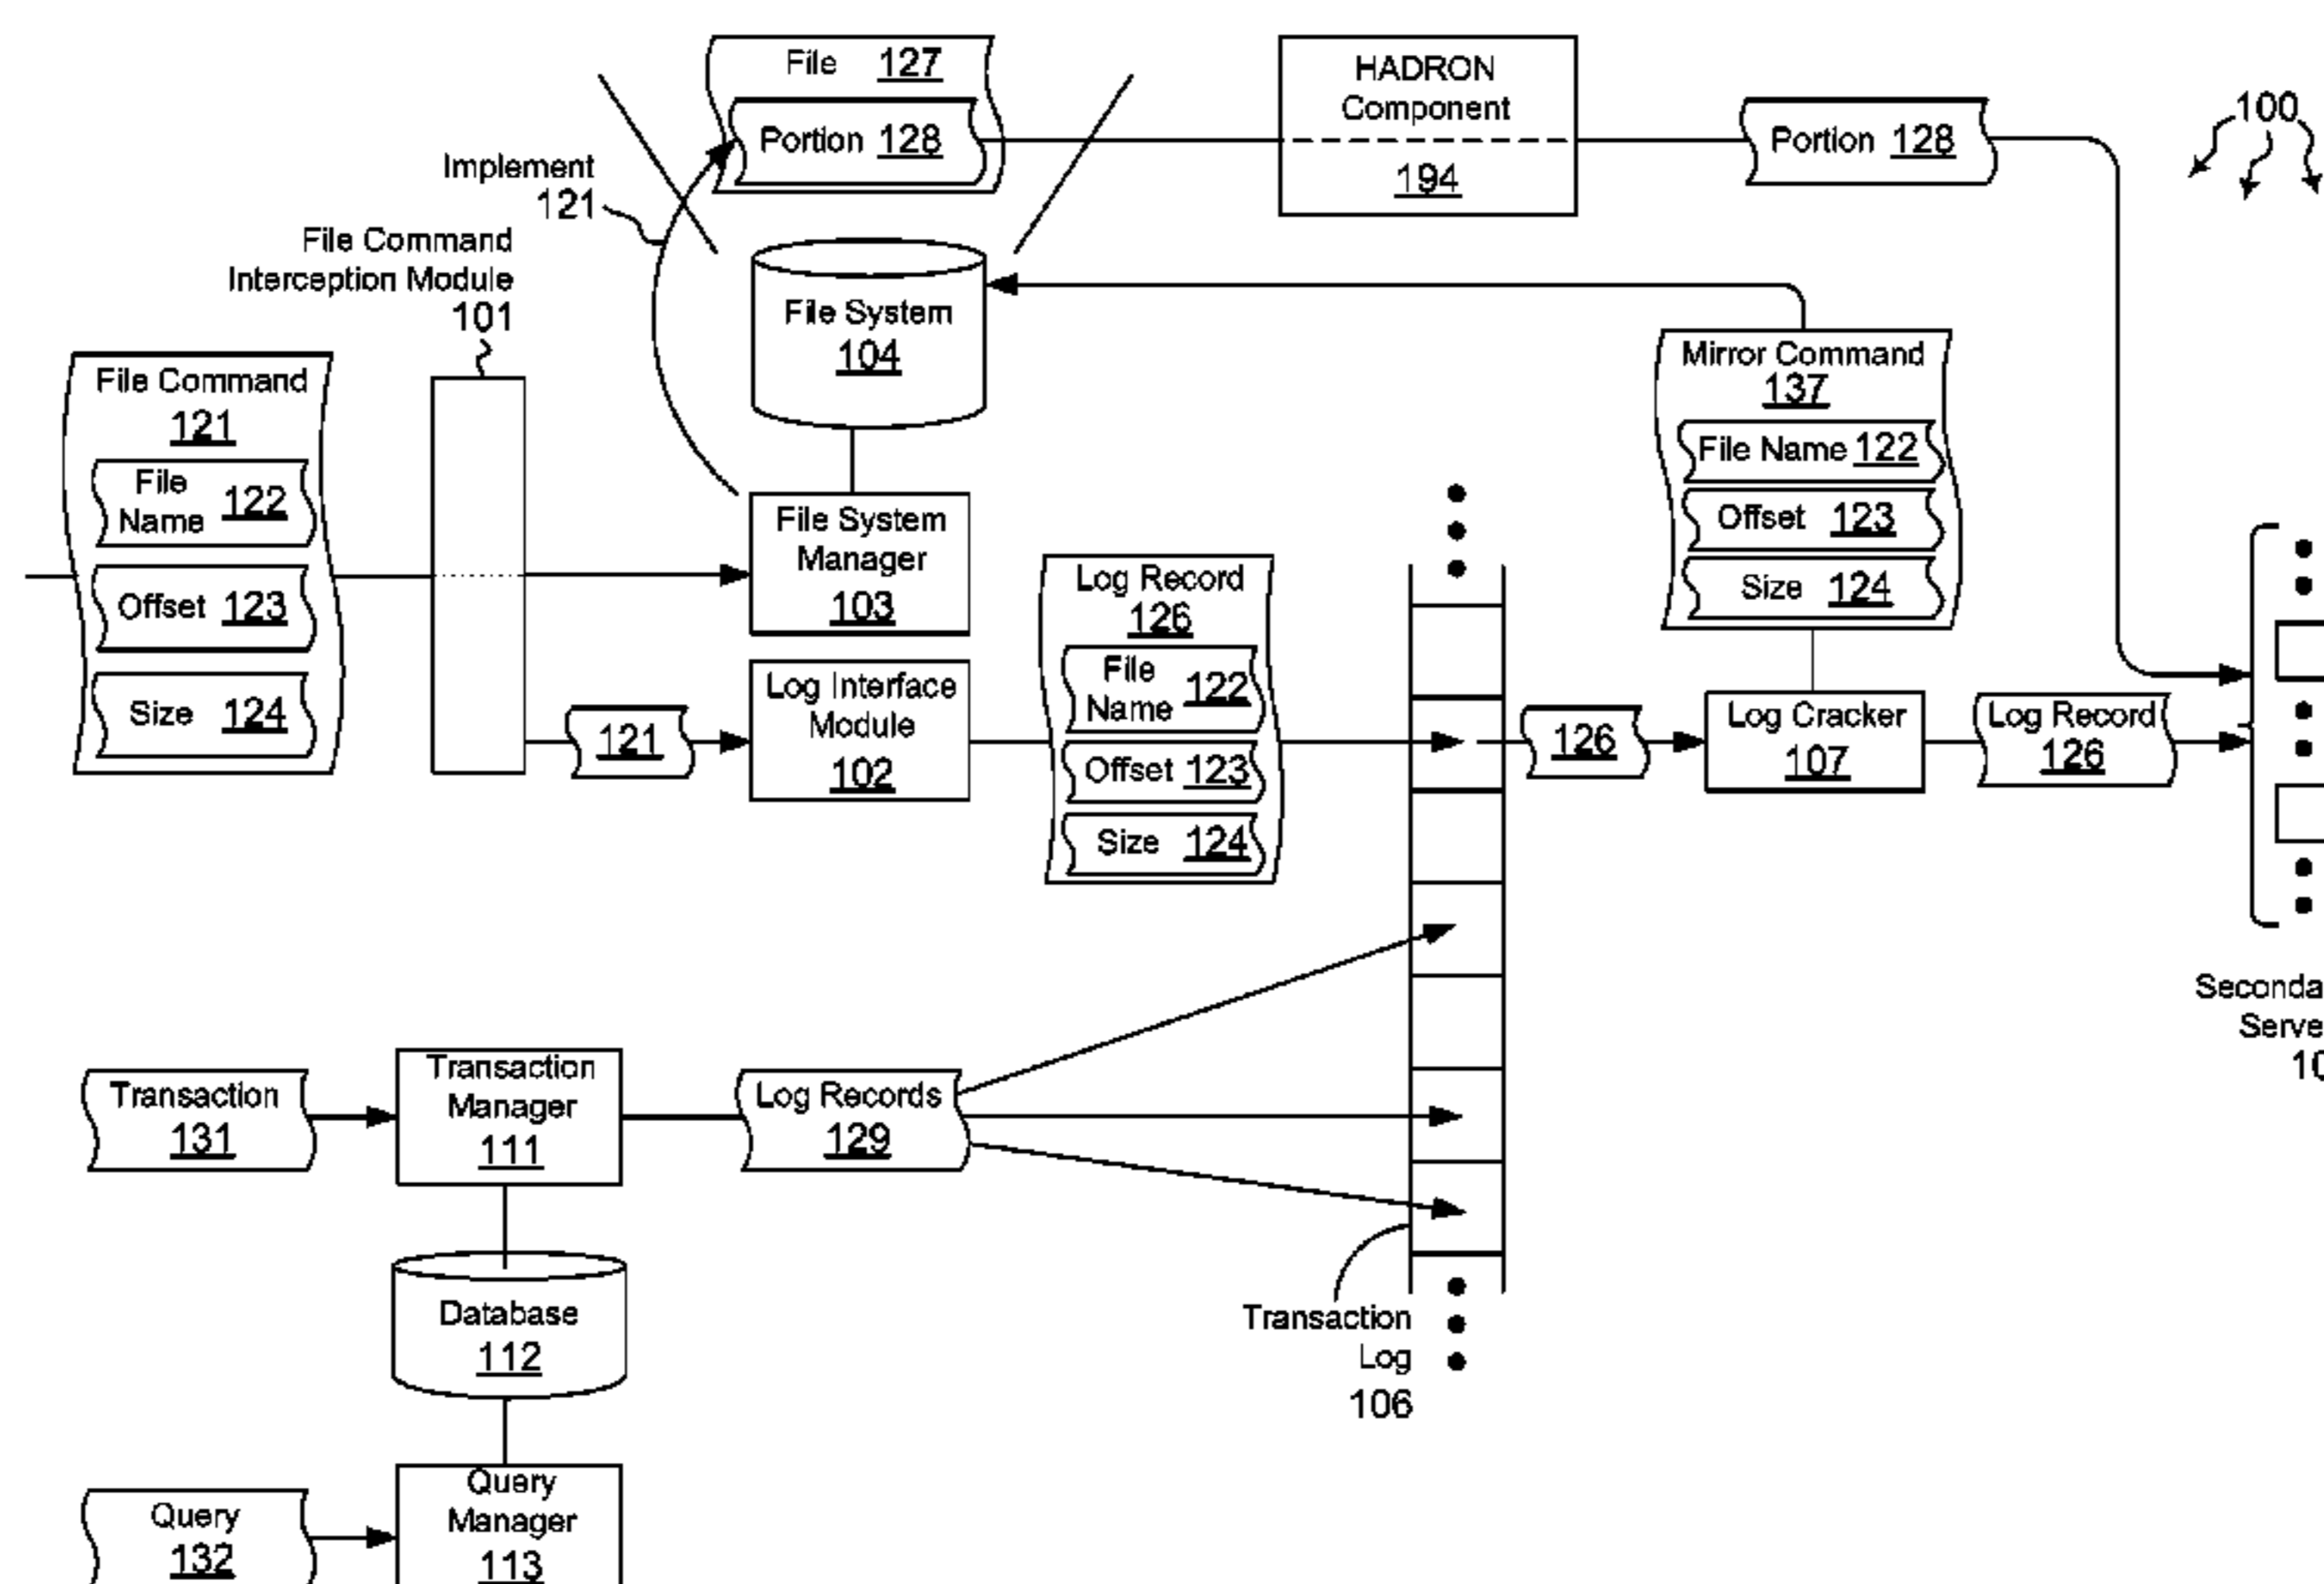 File 127
Portion 128
HADRON
Component
194
Portion 128
100
Implement
121
File Command
Interception Module
101
File System
104
File Command
121
File
Name 122
Offset 123
Size 124
Mirror Command
137
File Name 122
Offset 123
Size 124
File System
Manager
103
Log Interface
Module
102
121
Log Record
126
File
Name 122
Offset 123
Size 124
126
Log Cracker
107
Log Record
126
Seconda
Serve
10
Transaction
131
Transaction
Manager
111
Log Records
129
Database
112
Transaction
Log
106
Query
132
Query
Manager
113